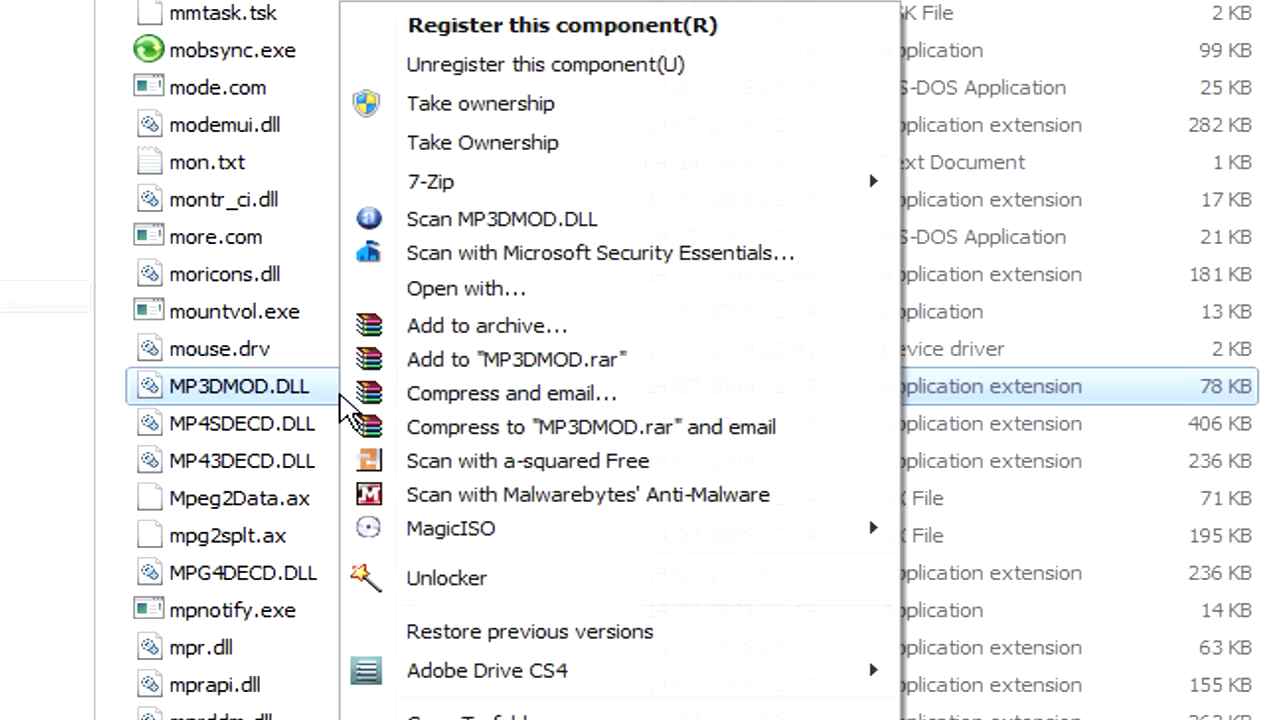 mmtask.tsk SK File 2 KB
mobsync.exe pplication 99 KB
mode.com S-DOS Application 25 KB
modemui.dll pplication extension 282 KB
mon.txt ext Document 1 KB
montr_ci.dll pplication extension 17 KB
more.com S-DOS Application 21 KB
moricons.dll pplication extension 181 KB
mountvol.exe pplication 13 KB
mouse.drv evice driver 2 KB
MP3DMOD.DLL pplication extension 78 KB
MP4SDECD.DLL pplication extension 406 KB
MP43DECD.DLL pplication extension 236 KB
Mpeg2Data.ax X File 71 KB
mpg2splt.ax X File 195 KB
MPG4DECD.DLL pplication extension 236 KB
mpnotify.exe pplication 14 KB
mpr.dll pplication extension 63 KB
mprapi.dll pplication extension 155 KB
Register this component(R)
Unregister this component(U)
Take ownership
Take Ownership
7-Zip
Scan MP3DMOD.DLL
Scan with Microsoft Security Essentials...
Open with...
Add to archive...
Add to "MP3DMOD.rar"
Compress and email...
Compress to "MP3DMOD.rar" and email
Scan with a-squared Free
Scan with Malwarebytes' Anti-Malware
MagicISO
Unlocker
Restore previous versions
Adobe Drive CS4